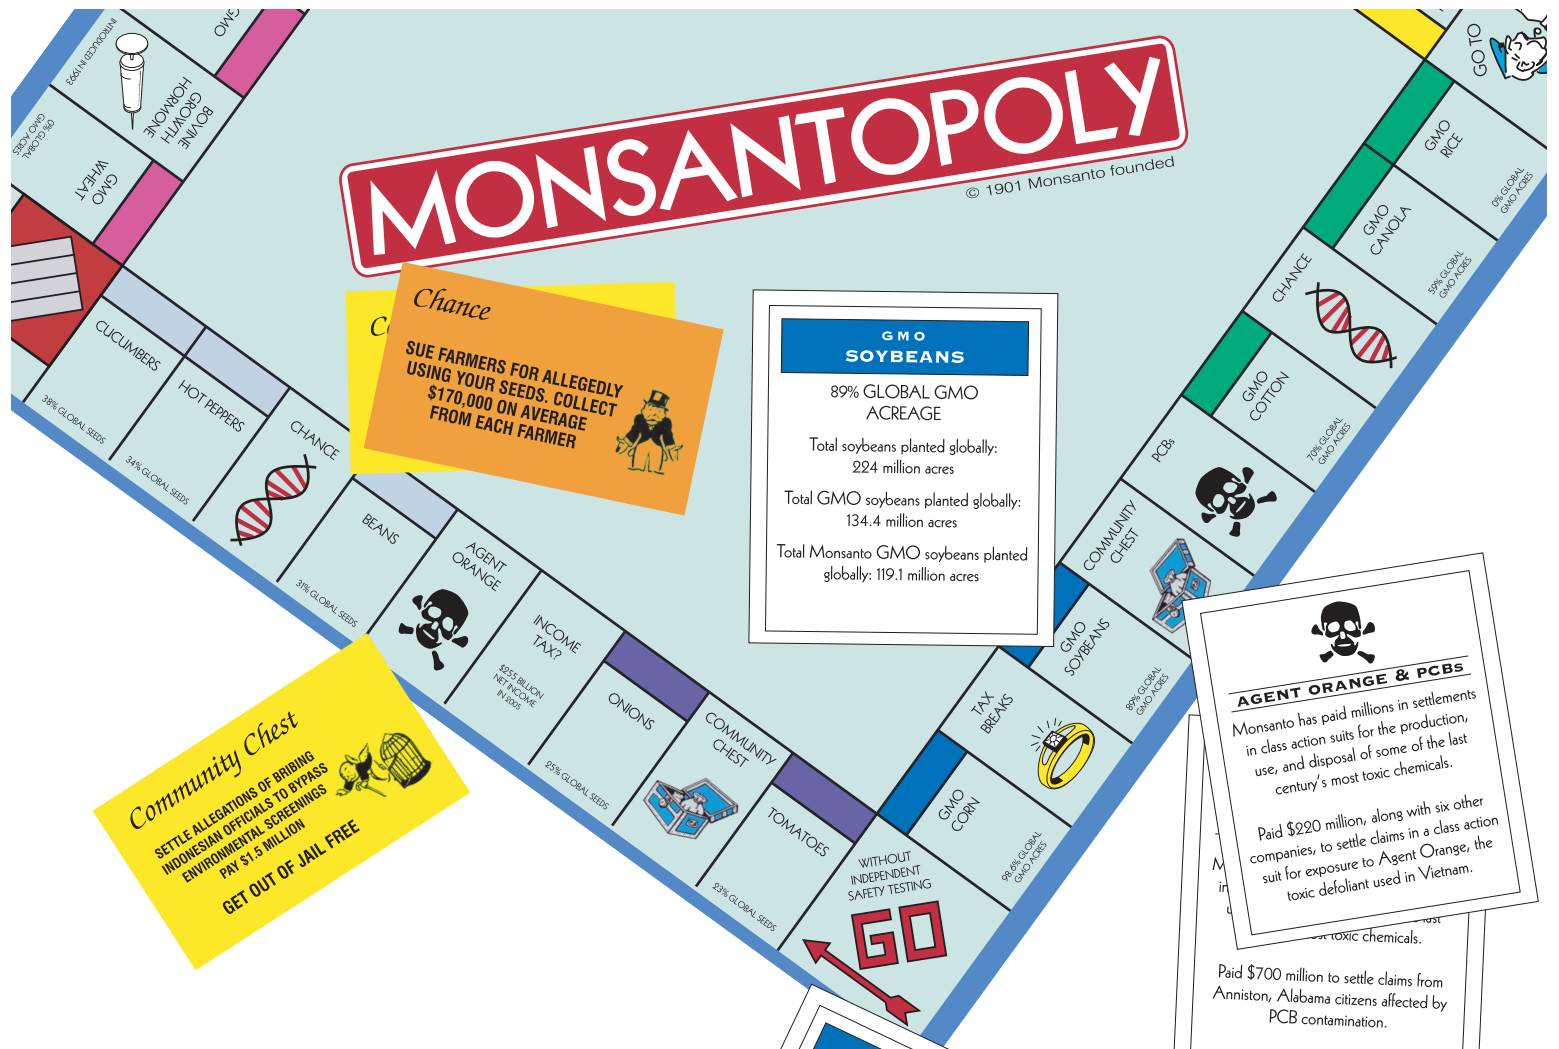 MONSANTOPOLY
© 1901 Monsanto founded
GMO
INTRODUCED IN 1993
BOVINE
GROWTH
HORMONE
0% GLOBAL
GMO ACRES
GMO
WHEAT
CUCUMBERS
38% GLOBAL SEEDS
HOT PEPPERS
34% GLOBAL SEEDS
CHANCE
BEANS
31% GLOBAL SEEDS
AGENT
ORANGE
INCOME
TAX?
$255 BILLION
NET INCOME
IN 2005
ONIONS
25% GLOBAL SEEDS
COMMUNITY
CHEST
TOMATOES
23% GLOBAL SEEDS
WITHOUT
INDEPENDENT
SAFETY TESTING
GO
GMO
CORN
98.6% GLOBAL
GMO ACRES
TAX
BREAKS
GMO
SOYBEANS
89% GLOBAL
GMO ACRES
COMMUNITY
CHEST
PCBs
GMO
COTTON
70% GLOBAL
GMO ACRES
CHANCE
GMO
CANOLA
59% GLOBAL
GMO ACRES
GMO
RICE
0% GLOBAL
GMO ACRES
GO TO
Chance
SUE FARMERS FOR ALLEGEDLY
USING YOUR SEEDS. COLLECT
$170,000 ON AVERAGE
FROM EACH FARMER
GMO
SOYBEANS
89% GLOBAL GMO
ACREAGE
Total soybeans planted globally:
224 million acres
Total GMO soybeans planted globally:
134.4 million acres
Total Monsanto GMO soybeans planted
globally: 119.1 million acres
Community Chest
SETTLE ALLEGATIONS OF BRIBING
INDONESIAN OFFICIALS TO BYPASS
ENVIRONMENTAL SCREENINGS
PAY $1.5 MILLION
GET OUT OF JAIL FREE
AGENT ORANGE & PCBs
Monsanto has paid millions in settlements
in class action suits for the production,
use, and disposal of some of the last
century's most toxic chemicals.
Paid $220 million, along with six other
companies, to settle claims in a class action
suit for exposure to Agent Orange, the
toxic defoliant used in Vietnam.
toxic chemicals.
Paid $700 million to settle claims from
Anniston, Alabama citizens affected by
PCB contamination.